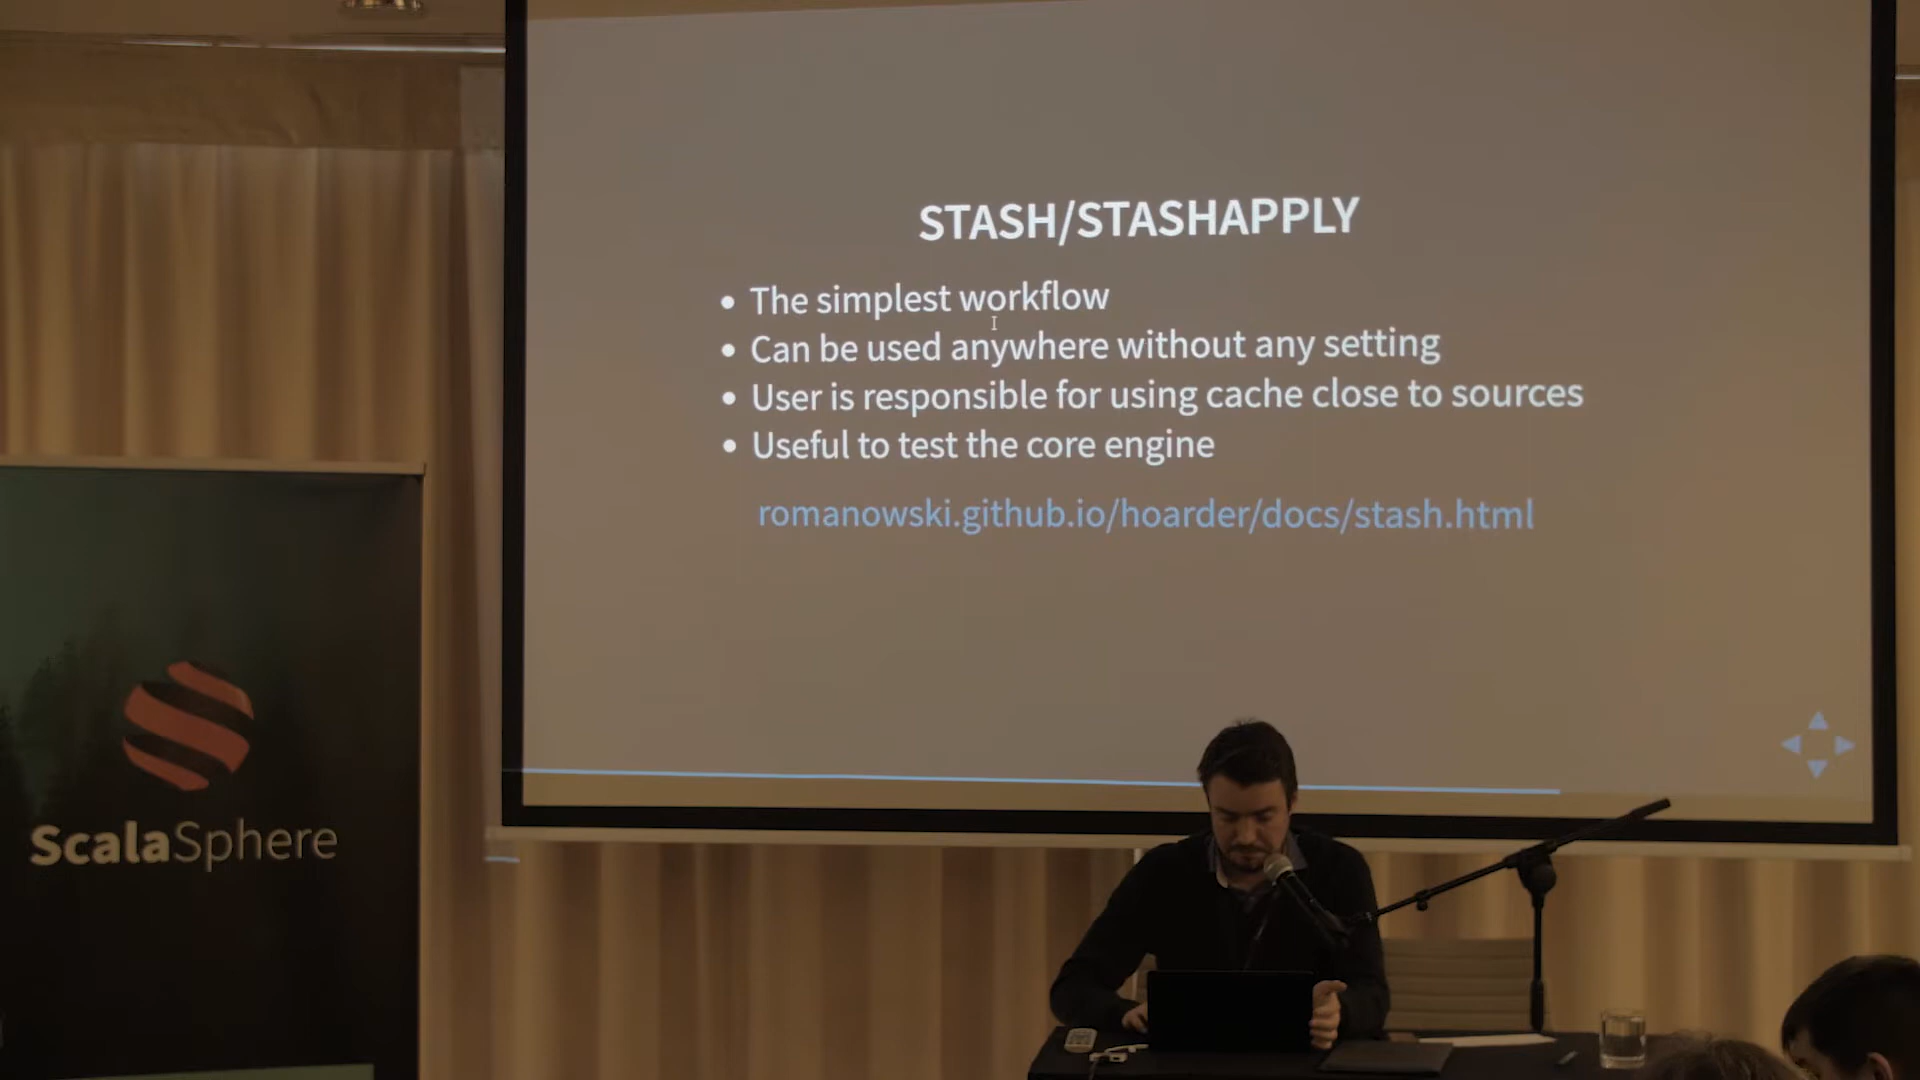 STASH/STASHAPPLY
• The simplest workflow
• Can be used anywhere without any setting
• User is responsible for using cache close to sources
• Useful to test the core engine
romanowski.github.io/hoarder/docs/stash.html
ScalaSphere